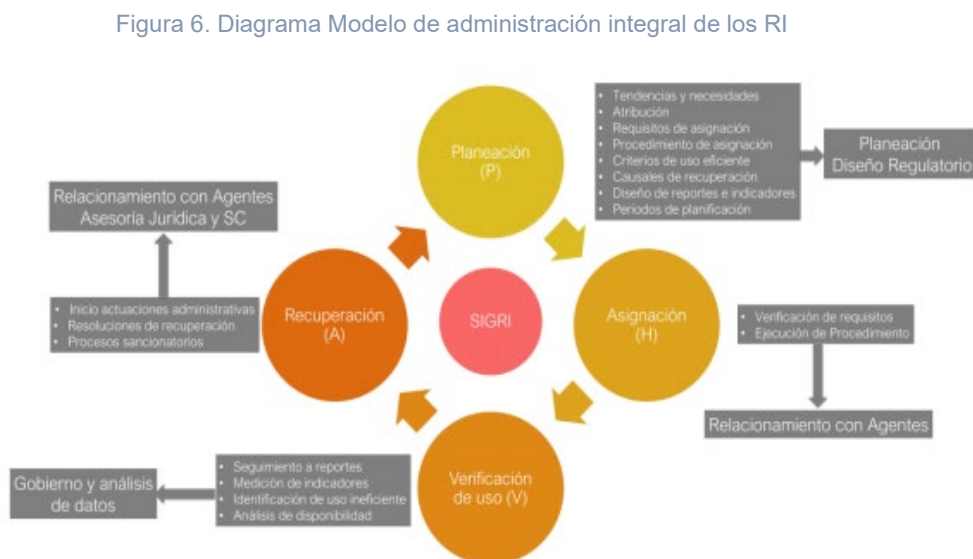 Figura 6. Diagrama Modelo de administración integral de los RI
Planeación
(P)
• Tendencias y necesidades
• Atribución
• Requisitos de asignación
• Procedimiento de asignación
• Criterios de uso eficiente
• Causales de recuperación
• Diseño de reportes e indicadores
• Periodos de planificación
Planeación
Diseño Regulatorio
Relacionamiento con Agentes
Asesoría Jurídica y SC
• Inicio actuaciones administrativas
• Resoluciones de recuperación
• Procesos sancionatorios
Recuperación
(A)
SIGRI
Asignación
(H)
• Verificación de requisitos
• Ejecución de Procedimiento
Relacionamiento con Agentes
Verificación
de uso (V)
• Seguimiento a reportes
• Medición de indicadores
• Identificación de uso ineficiente
• Análisis de disponibilidad
Gobierno y análisis
de datos